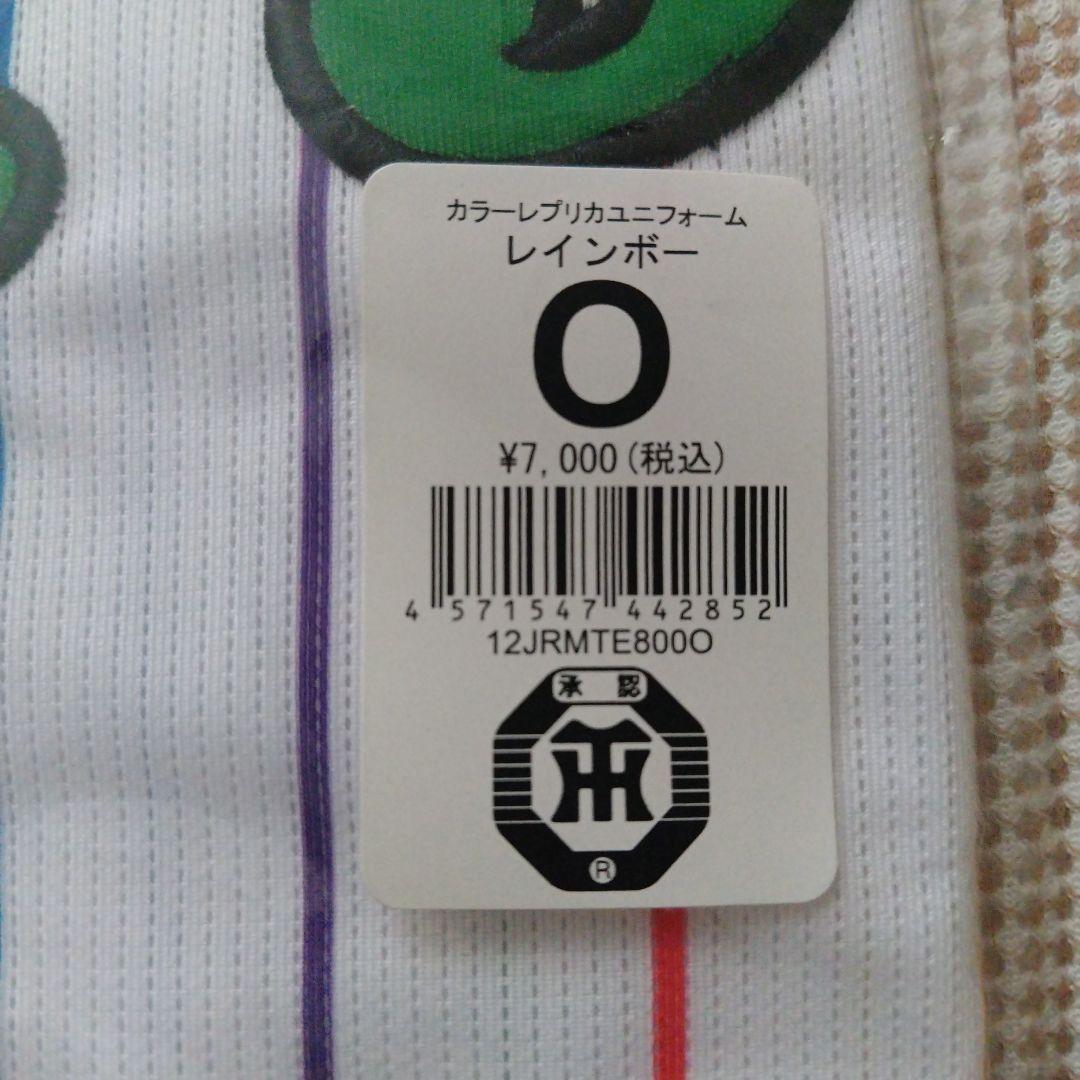 カラーレプリカユニフォーム
レインボー
O
¥7,000(税込)
4 571547 442852
12JRMTE800O
承 認
HT
®